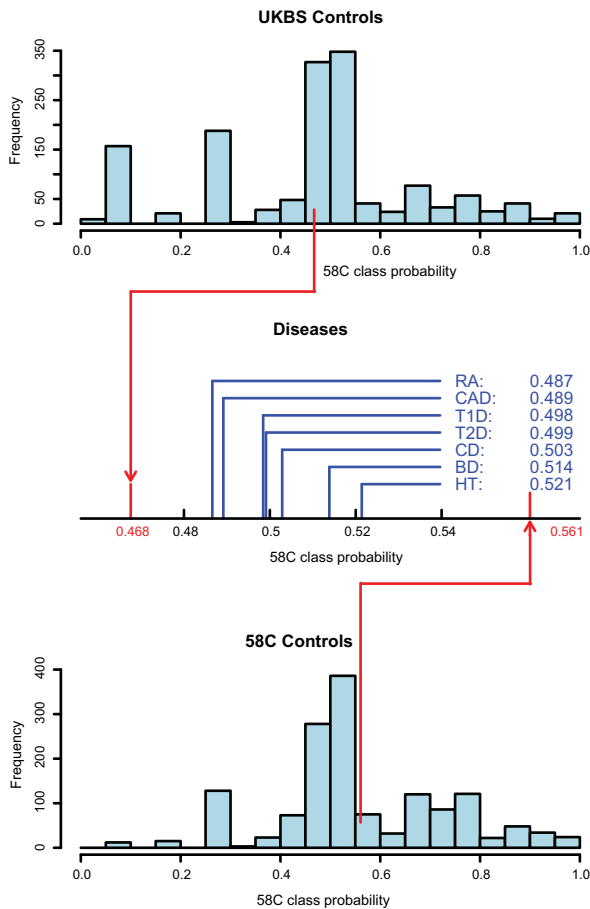 UKBS Controls
Frequency
350
250
150
50
0
0.0 0.2 0.4 0.6 0.8 1.0
58C class probability
Diseases
RA: 0.487
CAD: 0.489
T1D: 0.498
T2D: 0.499
CD: 0.503
BD: 0.514
HT: 0.521
0.468 0.48 0.5 0.52 0.54 0.561
58C class probability
58C Controls
Frequency
400
300
200
100
0
0.0 0.2 0.4 0.6 0.8 1.0
58C class probability